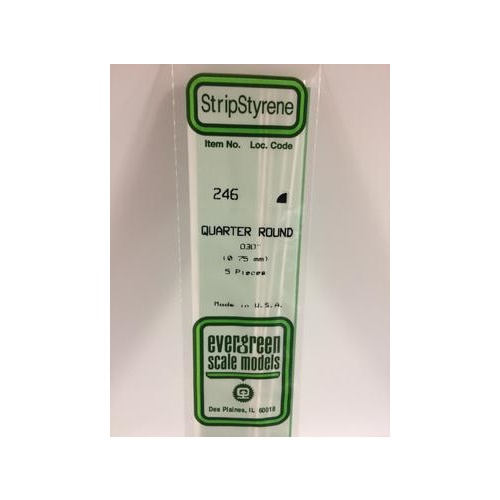 StripStyrene
Item No. Loc. Code
246
QUARTER ROUND
.030"
(0.75 mm)
5 Pieces
Made in U.S.A.
evergreen
scale models
Des Plaines, IL 60018